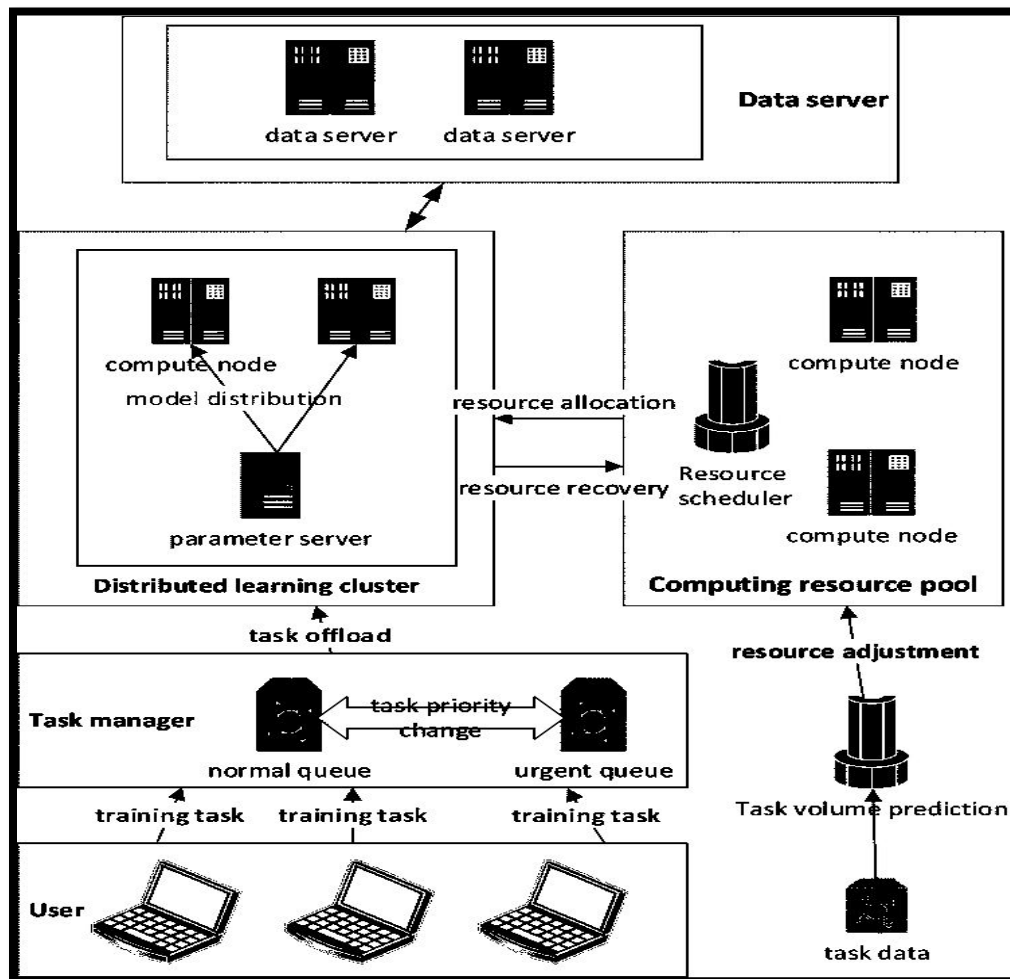 Data server
data server
data server
compute node
model distribution
parameter server
Distributed learning cluster
resource allocation
resource recovery
Resource
scheduler
compute node
compute node
Computing resource pool
task offload
resource adjustment
Task manager
task priority
change
normal queue
urgent queue
Task volume prediction
training task
training task
training task
User
task data